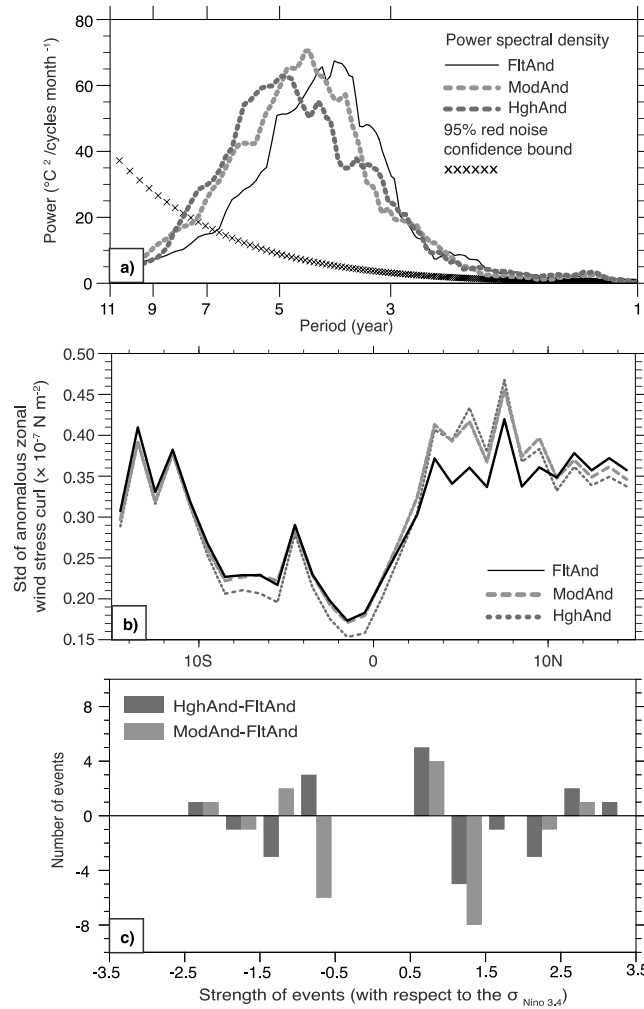 80
60
40
20
0
Power (°C ²/cycles month ⁻¹)
Power spectral density
FltAnd
ModAnd
HghAnd
95% red noise
confidence bound
xxxxxx
a)
11 9 7 5 3 1
Period (year)
0.50
0.45
0.40
0.35
0.30
0.25
0.20
0.15
Std of anomalous zonal
wind stress curl (× 10⁻⁷ N m⁻²)
FltAnd
ModAnd
HghAnd
b)
10S 0 10N
HghAnd-FltAnd
ModAnd-FltAnd
8
4
0
-4
-8
Number of events
c)
-3.5 -2.5 -1.5 -0.5 0.5 1.5 2.5 3.5
Strength of events (with respect to the σ Nino 3.4)